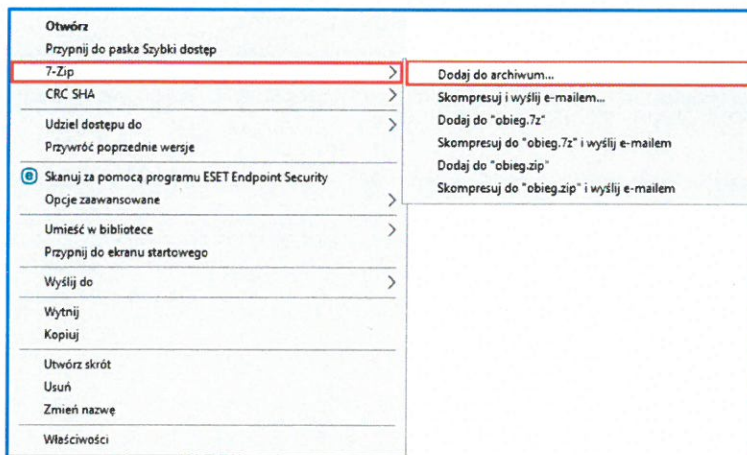 Otwórz
Przypnij do paska Szybki dostęp
7-Zip
CRC SHA
Udziel dostępu do
Przywróć poprzednie wersje
Skanuj za pomocą programu ESET Endpoint Security
Opcje zaawansowane
Umieść w bibliotece
Przypnij do ekranu startowego
Wyślij do
Wytnij
Kopiuj
Utwórz skrót
Usuń
Zmień nazwę
Właściwości
Dodaj do archiwum...
Skompresuj i wyślij e-mailem...
Dodaj do "obieg.7z"
Skompresuj do "obieg.7z" i wyślij e-mailem
Dodaj do "obieg.zip"
Skompresuj do "obieg.zip" i wyślij e-mailem